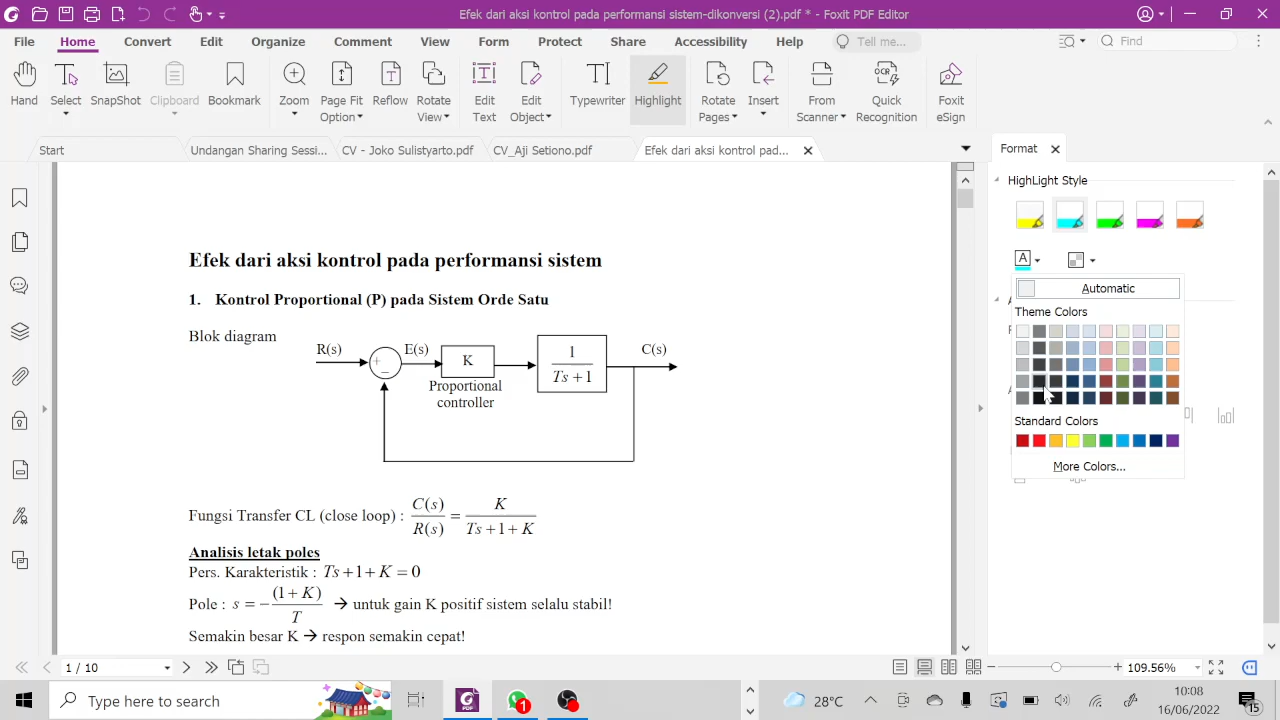 Efek dari aksi kontrol pada performansi sistem-dikonversi (2).pdf * - Foxit PDF Editor
File Home Convert Edit Organize Comment View Form Protect Share Accessibility Help Tell me... Find
Hand Select SnapShot Clipboard Bookmark Zoom Page Fit Option Reflow Rotate View Edit Text Edit Object Typewriter Highlight Rotate Pages Insert From Scanner Quick Recognition Foxit eSign
OCR
Start Undangan Sharing Sessi... CV - Joko Sulistyarto.pdf CV_Aji Setiono.pdf Efek dari aksi kontrol pad... Format
HighLight Style
A
Automatic
Theme Colors
Standard Colors
More Colors...
Efek dari aksi kontrol pada performansi sistem
1. Kontrol Proportional (P) pada Sistem Orde Satu
Blok diagram
R(s) + − E(s) K 1 / Ts + 1 C(s)
Proportional
controller
Fungsi Transfer CL (close loop) : C(s) / R(s) = K / Ts + 1 + K
Analisis letak poles
Pers. Karakteristik : Ts + 1 + K = 0
Pole : s = − (1 + K) / T → untuk gain K positif sistem selalu stabil!
Semakin besar K → respon semakin cepat!
1 / 10 109.56%
Type here to search
PDF
1
28°C
10:08
16/06/2022
15